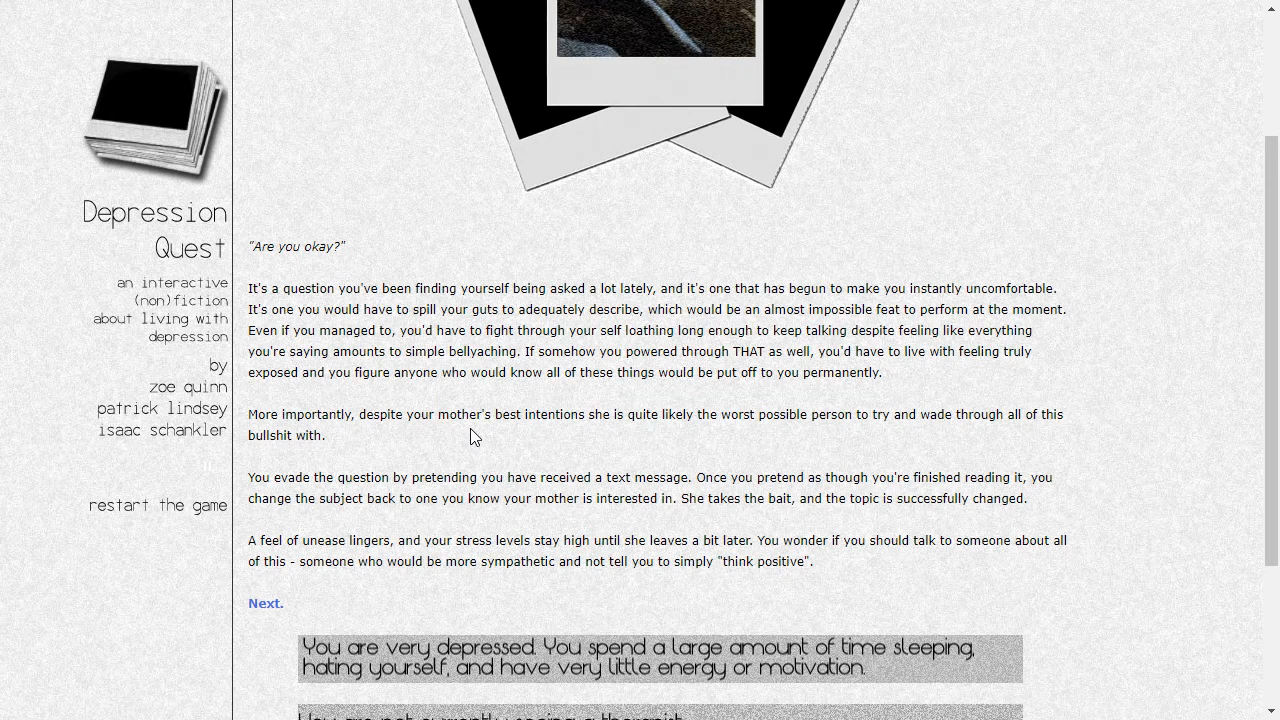 Depression
Quest
an interactive
(non)fiction
about living with
depression
by
zoe quinn
patrick lindsey
isaac schankler
restart the game
"Are you okay?"
It's a question you've been finding yourself being asked a lot lately, and it's one that has begun to make you instantly uncomfortable.
It's one you would have to spill your guts to adequately describe, which would be an almost impossible feat to perform at the moment.
Even if you managed to, you'd have to fight through your self loathing long enough to keep talking despite feeling like everything
you're saying amounts to simple bellyaching. If somehow you powered through THAT as well, you'd have to live with feeling truly
exposed and you figure anyone who would know all of these things would be put off to you permanently.
More importantly, despite your mother's best intentions she is quite likely the worst possible person to try and wade through all of this
bullshit with.
You evade the question by pretending you have received a text message. Once you pretend as though you're finished reading it, you
change the subject back to one you know your mother is interested in. She takes the bait, and the topic is successfully changed.
A feel of unease lingers, and your stress levels stay high until she leaves a bit later. You wonder if you should talk to someone about all
of this - someone who would be more sympathetic and not tell you to simply "think positive".
Next.
You are very depressed. You spend a large amount of time sleeping,
hating yourself, and have very little energy or motivation.
You are not currently seeing a therapist.